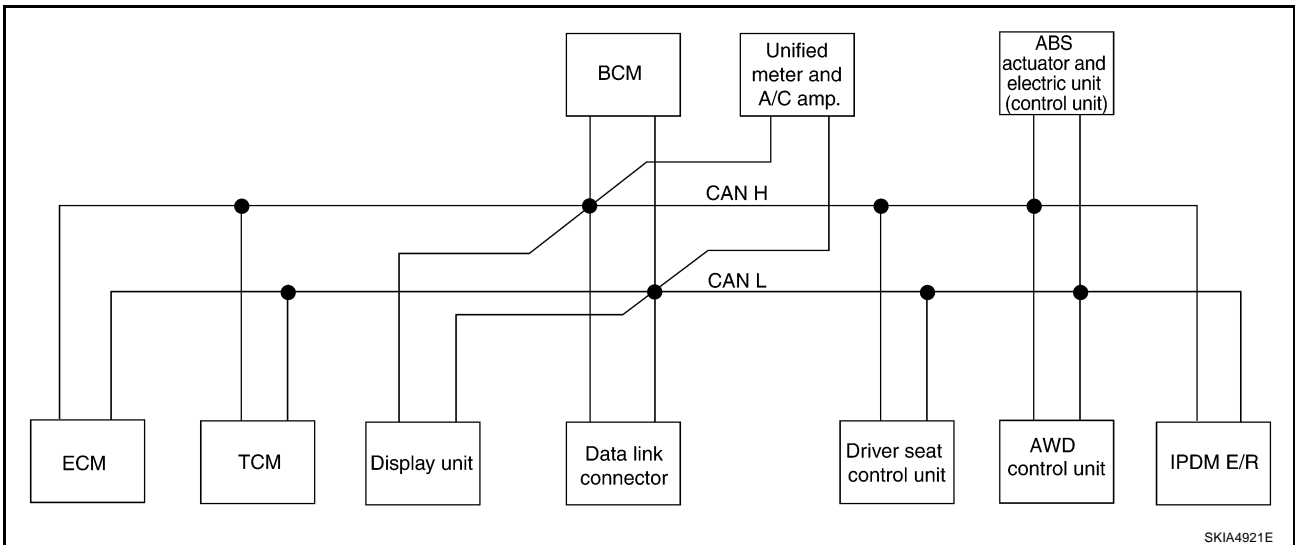 BCM
Unified
meter and
A/C amp.
ABS
actuator and
electric unit
(control unit)
CAN H
CAN L
ECM
TCM
Display unit
Data link
connector
Driver seat
control unit
AWD
control unit
IPDM E/R
SKIA4921E